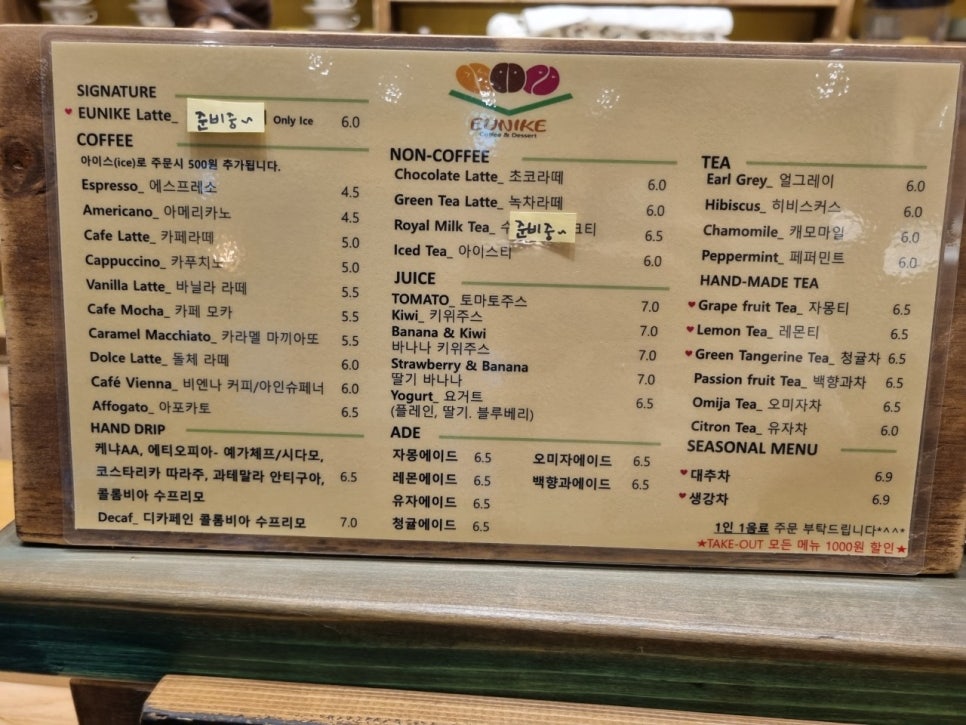 SIGNATURE
♥ EUNIKE Latte_ 준비중~ Only Ice 6.0
COFFEE
아이스(ice)로 주문시 500원 추가됩니다.
Espresso_ 에스프레소 4.5
Americano_ 아메리카노 4.5
Cafe Latte_ 카페라떼 5.0
Cappuccino_ 카푸치노 5.0
Vanilla Latte_ 바닐라 라떼 5.5
Cafe Mocha_ 카페 모카 5.5
Caramel Macchiato_ 카라멜 마끼아또 5.5
Dolce Latte_ 돌체 라떼 6.0
Café Vienna_ 비엔나 커피/아인슈페너 6.0
Affogato_ 아포카토 6.5
HAND DRIP
케냐AA, 에티오피아- 예가체프/시다모,
코스타리카 따라주, 과테말라 안티구아, 6.5
콜롬비아 수프리모
Decaf_ 디카페인 콜롬비아 수프리모 7.0
EUNIKE
Coffee & Dessert
NON-COFFEE
Chocolate Latte_ 초코라떼 6.0
Green Tea Latte_ 녹차라떼 6.0
Royal Milk Tea_ 준비중~ 크티 6.5
Iced Tea_ 아이스티 6.0
JUICE
TOMATO_ 토마토주스 7.0
Kiwi_ 키위주스 7.0
Banana & Kiwi
바나나 키위주스 7.0
Strawberry & Banana
딸기 바나나 7.0
Yogurt_ 요거트 6.5
(플레인, 딸기. 블루베리)
ADE
자몽에이드 6.5 오미자에이드 6.5
레몬에이드 6.5 백향과에이드 6.5
유자에이드 6.5
청귤에이드 6.5
TEA
Earl Grey_ 얼그레이 6.0
Hibiscus_ 히비스커스 6.0
Chamomile_ 캐모마일 6.0
Peppermint_ 페퍼민트 6.0
HAND-MADE TEA
♥ Grape fruit Tea_ 자몽티 6.5
♥ Lemon Tea_ 레몬티 6.5
♥ Green Tangerine Tea_ 청귤차 6.5
Passion fruit Tea_ 백향과차 6.5
Omija Tea_ 오미자차 6.5
Citron Tea_ 유자차 6.0
SEASONAL MENU
♥ 대추차 6.9
♥ 생강차 6.9
1인 1음료 주문 부탁드립니다*^^*
★TAKE-OUT 모든 메뉴 1000원 할인★